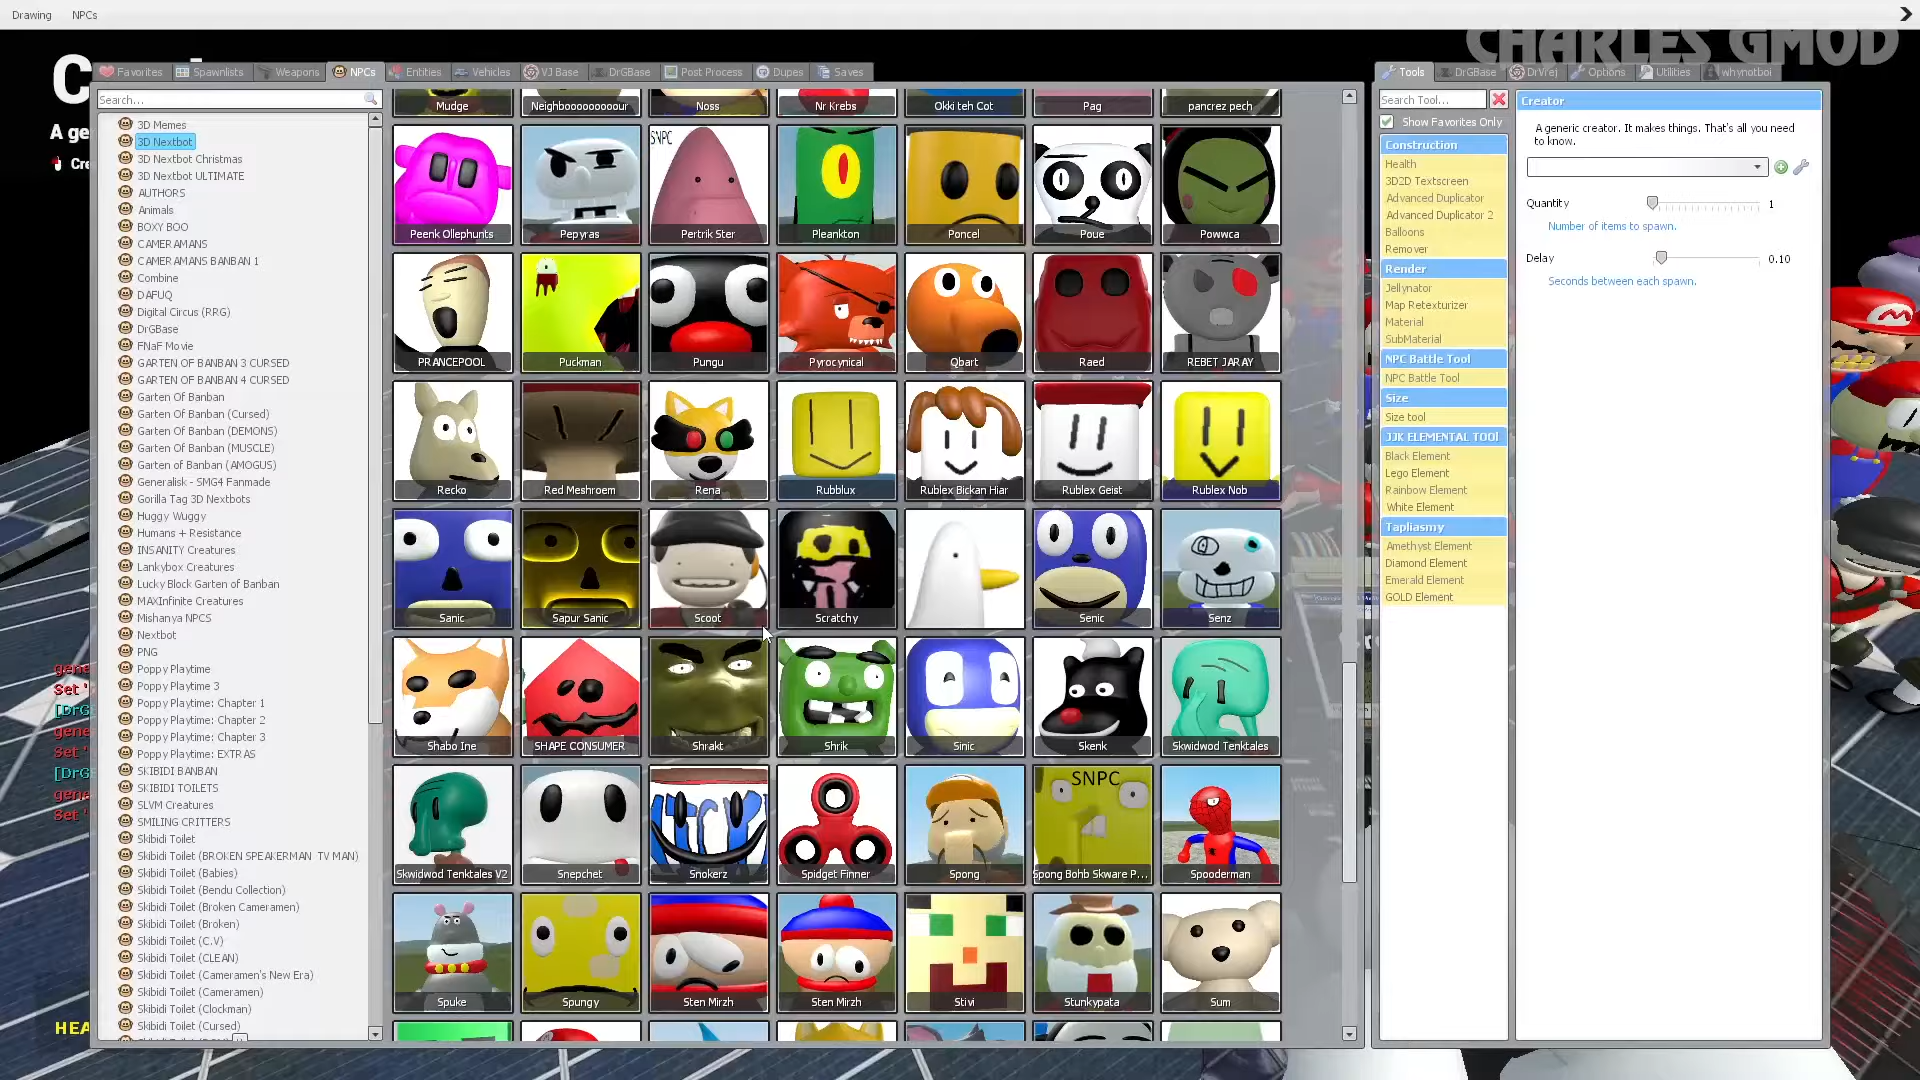 Drawing NPCs
CHARLES GMOD
Favorites Spawnlists Weapons NPCs Entities Vehicles VJ Base DrGBase Post Process Dupes Saves
Tools DrGBase DrVrej Options Utilities whynotboi
Search...
3D Memes
3D Nextbot
3D Nextbot Christmas
3D Nextbot ULTIMATE
AUTHORS
Animals
BOXY BOO
CAMERAMANS
CAMERAMANS BANBAN 1
Combine
DAFUQ
Digital Circus (RRG)
DrGBase
FNaF Movie
GARTEN OF BANBAN 3 CURSED
GARTEN OF BANBAN 4 CURSED
Garten Of Banban
Garten Of Banban (Cursed)
Garten Of Banban (DEMONS)
Garten Of Banban (MUSCLE)
Garten of Banban (AMOGUS)
Generalisk - SMG4 Fanmade
Gorilla Tag 3D Nextbots
Huggy Wuggy
Humans + Resistance
INSANITY Creatures
Lankybox Creatures
Lucky Block Garten of Banban
MAXInfinite Creatures
Mishanya NPCS
Nextbot
PNG
Poppy Playtime
Poppy Playtime 3
Poppy Playtime: Chapter 1
Poppy Playtime: Chapter 2
Poppy Playtime: Chapter 3
Poppy Playtime: EXTRAS
SKIBIDI BANBAN
SKIBIDI TOILETS
SLVM Creatures
SMILING CRITTERS
Skibidi Toilet
Skibidi Toilet (BROKEN SPEAKERMAN TV MAN)
Skibidi Toilet (Babies)
Skibidi Toilet (Bendu Collection)
Skibidi Toilet (Broken Cameramen)
Skibidi Toilet (Broken)
Skibidi Toilet (C.V)
Skibidi Toilet (CLEAN)
Skibidi Toilet (Cameramen's New Era)
Skibidi Toilet (Cameramen)
Skibidi Toilet (Clockman)
Skibidi Toilet (Cursed)
Mudge Neighboooooooour Noss Nr Krebs Okki teh Cot Pag pancrez pech
SNPC
Peenk Ollephunts Pepyras Pertrik Ster Pleankton Poncel Poue Powwca
PRANCEPOOL Puckman Pungu Pyrocynical Qbart Raed REBET JARAY
Recko Red Meshroem Rena Rubblux Rublex Bickan Hiar Rublex Geist Rublex Nob
Sanic Sapur Sanic Scoot Scratchy Senic Senz
Shabo Ine SHAPE CONSUMER Shrakt Shrik Sinic Skenk Skwidwod Tenktales
SNPC
Skwidwod Tenktales V2 Snepchet Snokerz Spidget Finner Spong Spong Bohb Skware P... Spooderman
Spuke Spungy Sten Mirzh Sten Mirzh Stivi Stunkypata Sum
Search Tool...
Show Favorites Only
Construction
Health
3D2D Textscreen
Advanced Duplicator
Advanced Duplicator 2
Balloons
Remover
Render
Jellynator
Map Retexturizer
Material
SubMaterial
NPC Battle Tool
NPC Battle Tool
Size
Size tool
JJK ELEMENTAL TOOl
Black Element
Lego Element
Rainbow Element
White Element
Tapliasmy
Amethyst Element
Diamond Element
Emerald Element
GOLD Element
Creator
A generic creator. It makes things. That's all you need
to know.
Quantity 1
Number of items to spawn.
Delay 0.10
Seconds between each spawn.
C
A ge
Cre
gene
Set '
[DrG
gene
Set '
[DrG
gene
Set '
HEA